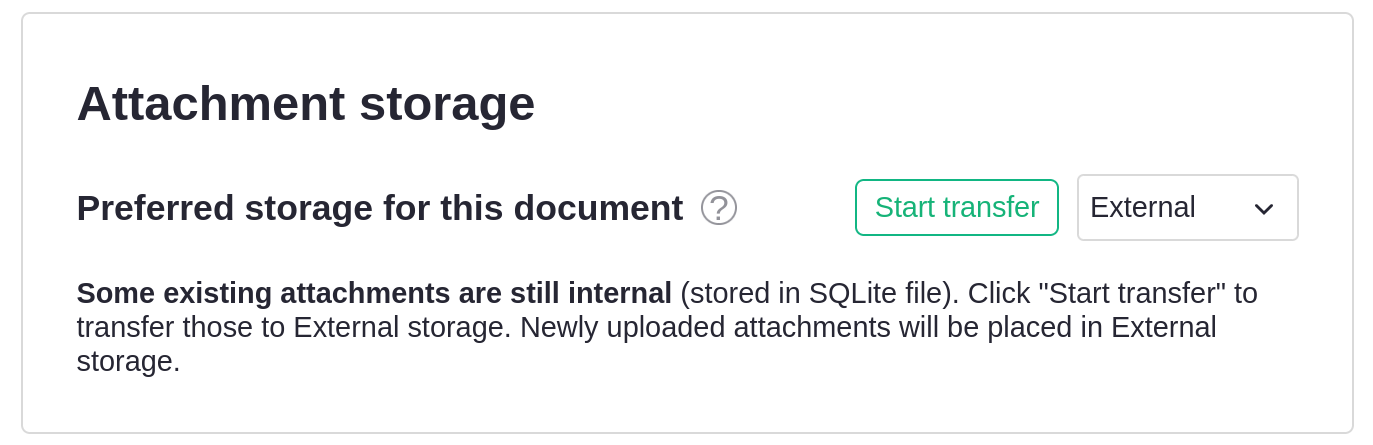 Attachment storage
Preferred storage for this document ? Start transfer External
Some existing attachments are still internal (stored in SQLite file). Click "Start transfer" to
transfer those to External storage. Newly uploaded attachments will be placed in External
storage.